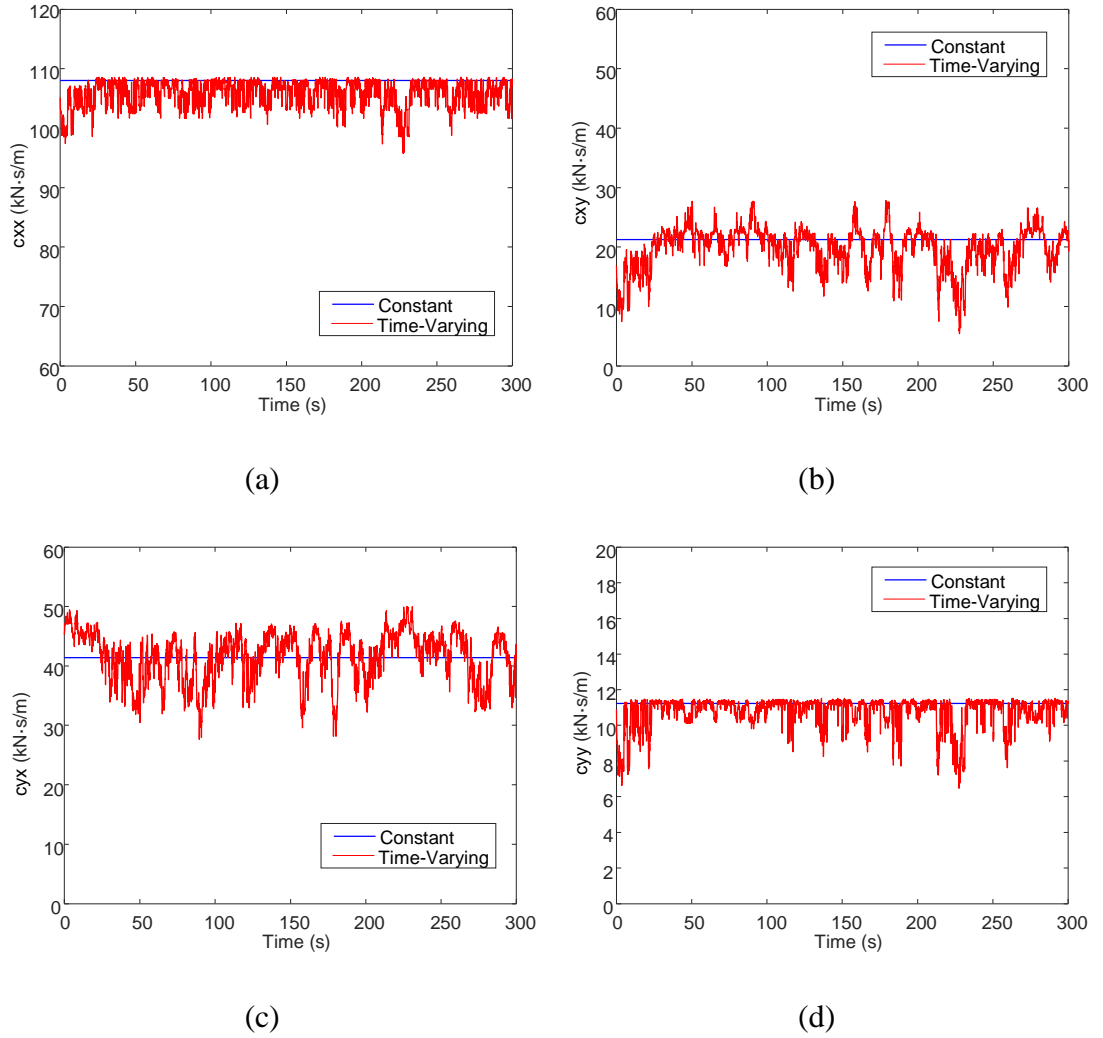 120
110
100
90
80
70
60
cxx (kN·s/m)
Constant
Time-Varying
0 50 100 150 200 250 300
Time (s)
(a)
60
50
40
30
20
10
0
cxy (kN·s/m)
Constant
Time-Varying
0 50 100 150 200 250 300
Time (s)
(b)
60
50
40
30
20
10
0
cyx (kN·s/m)
Constant
Time-Varying
0 50 100 150 200 250 300
Time (s)
(c)
20
18
16
14
12
10
8
6
4
2
0
cyy (kN·s/m)
Constant
Time-Varying
0 50 100 150 200 250 300
Time (s)
(d)